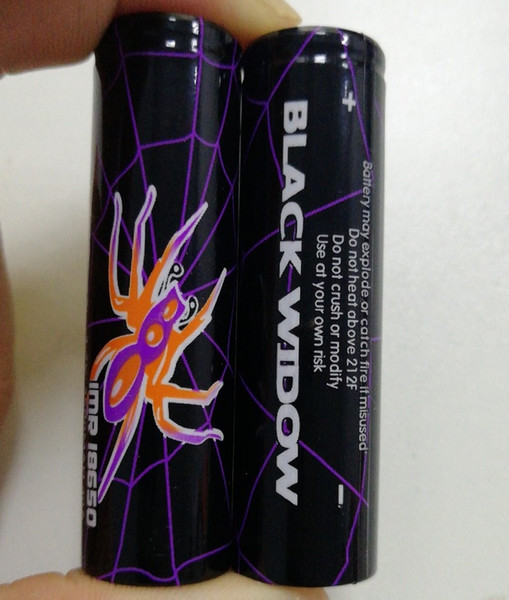 IMR 18650
+
BLACK WIDOW
Battery may explode or catch fire if misused
Do not heat above 212F
Do not crush or modify
Use at your own risk
-